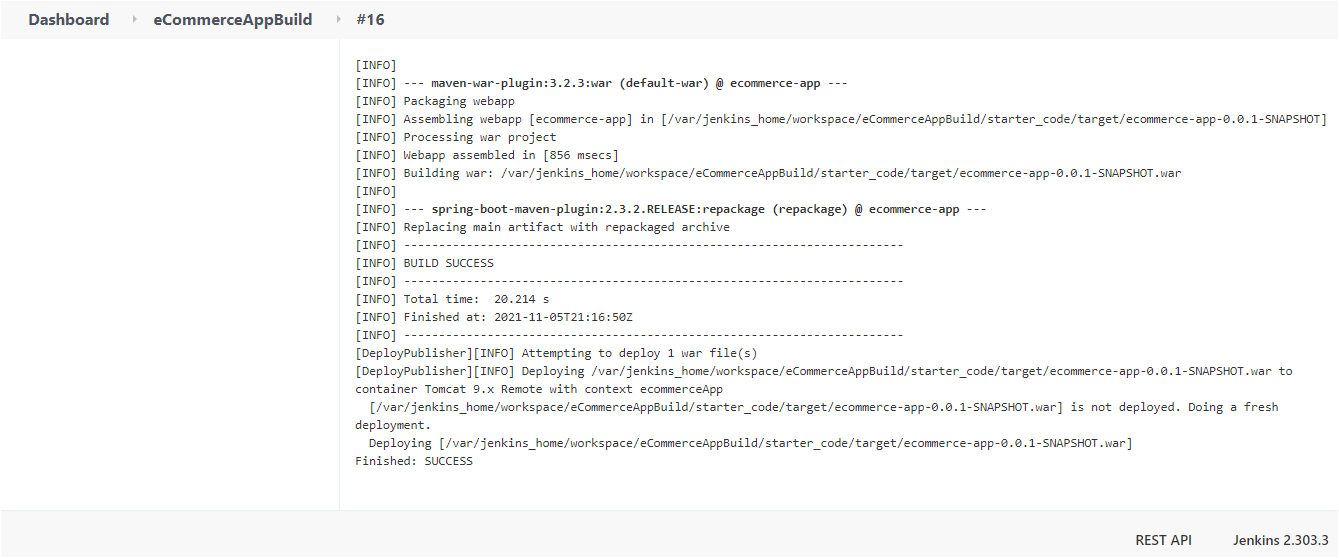 Dashboard eCommerceAppBuild #16
[INFO]
[INFO] --- maven-war-plugin:3.2.3:war (default-war) @ ecommerce-app ---
[INFO] Packaging webapp
[INFO] Assembling webapp [ecommerce-app] in [/var/jenkins_home/workspace/eCommerceAppBuild/starter_code/target/ecommerce-app-0.0.1-SNAPSHOT]
[INFO] Processing war project
[INFO] Webapp assembled in [856 msecs]
[INFO] Building war: /var/jenkins_home/workspace/eCommerceAppBuild/starter_code/target/ecommerce-app-0.0.1-SNAPSHOT.war
[INFO]
[INFO] --- spring-boot-maven-plugin:2.3.2.RELEASE:repackage (repackage) @ ecommerce-app ---
[INFO] Replacing main artifact with repackaged archive
[INFO] ------------------------------------------------------------------------
[INFO] BUILD SUCCESS
[INFO] ------------------------------------------------------------------------
[INFO] Total time:  20.214 s
[INFO] Finished at: 2021-11-05T21:16:50Z
[INFO] ------------------------------------------------------------------------
[DeployPublisher][INFO] Attempting to deploy 1 war file(s)
[DeployPublisher][INFO] Deploying /var/jenkins_home/workspace/eCommerceAppBuild/starter_code/target/ecommerce-app-0.0.1-SNAPSHOT.war to
container Tomcat 9.x Remote with context ecommerceApp
  [/var/jenkins_home/workspace/eCommerceAppBuild/starter_code/target/ecommerce-app-0.0.1-SNAPSHOT.war] is not deployed. Doing a fresh
deployment.
  Deploying [/var/jenkins_home/workspace/eCommerceAppBuild/starter_code/target/ecommerce-app-0.0.1-SNAPSHOT.war]
Finished: SUCCESS
REST API Jenkins 2.303.3